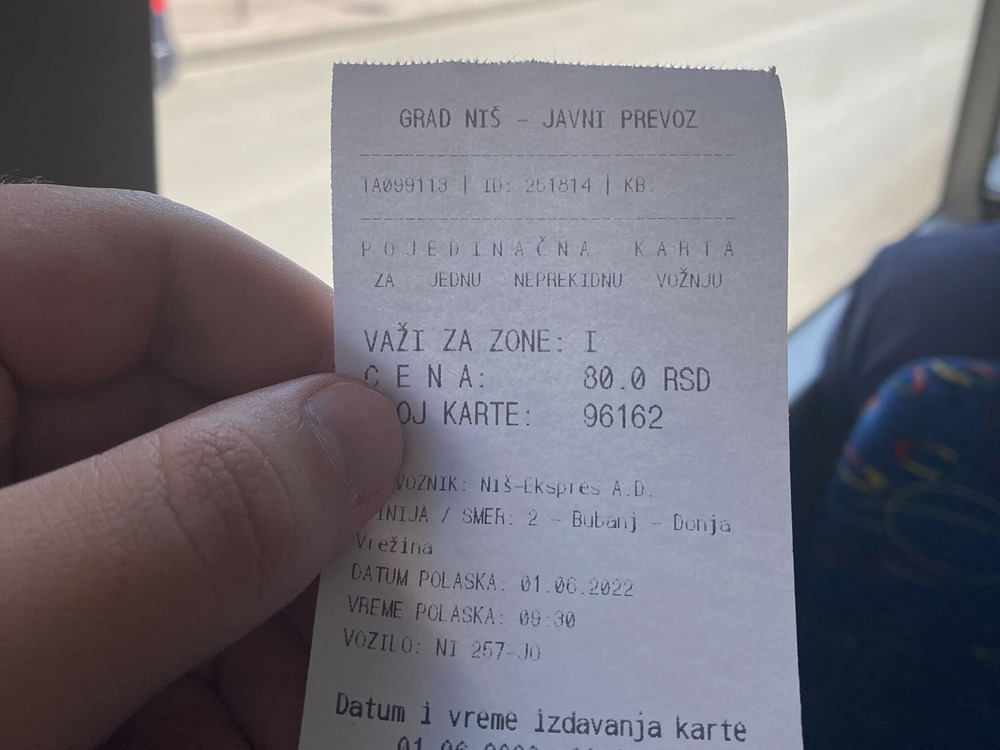 GRAD NIŠ - JAVNI PREVOZ
TA099113 | ID: 251814 | KB:
POJEDINAČNA KARTA
ZA JEDNU NEPREKIDNU VOŽNJU
VAŽI ZA ZONE: I
CENA: 80.0 RSD
OJ KARTE: 96162
VOZNIK: Niš-Ekspres A.D.
INIJA / SMER: 2 - Bubanj - Donja
Vrežina
DATUM POLASKA: 01.06.2022
VREME POLASKA: 09:30
VOZILO: NI 257-JO
Datum i vreme izdavanja karte